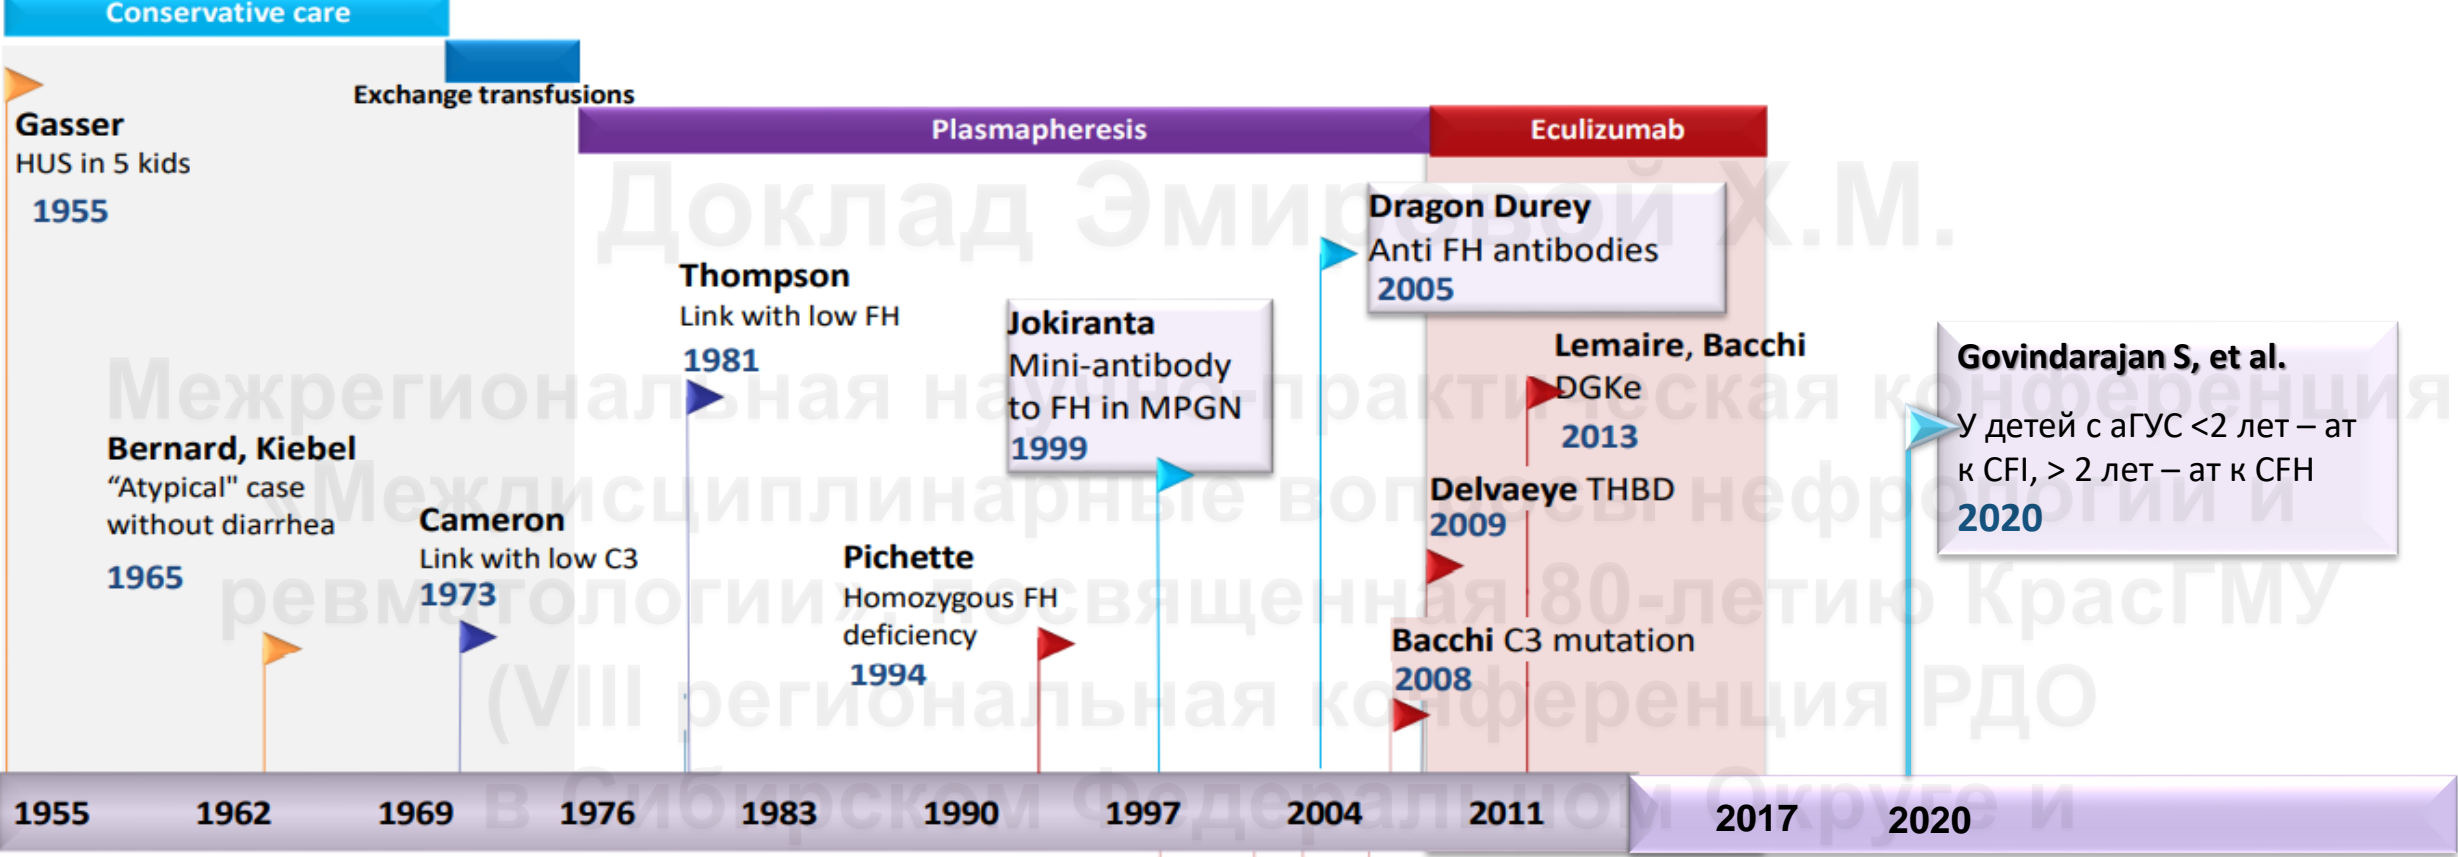 Conservative care
Exchange transfusions
Plasmapheresis
Eculizumab
Gasser
HUS in 5 kids
1955
Bernard, Kiebel
“Atypical" case
without diarrhea
1965
Cameron
Link with low C3
1973
Thompson
Link with low FH
1981
Pichette
Homozygous FH
deficiency
1994
Jokiranta
Mini-antibody
to FH in MPGN
1999
Dragon Durey
Anti FH antibodies
2005
Lemaire, Bacchi
DGKe
2013
Delvaeye THBD
2009
Bacchi C3 mutation
2008
Govindarajan S, et al.
У детей с аГУС <2 лет – ат
к CFI, > 2 лет – ат к CFH
2020
1955 1962 1969 1976 1983 1990 1997 2004 2011 2017 2020
Доклад Эмировой Х.М.
Межрегиональная научно-практическая конференция
«Междисциплинарные вопросы нефрологии и
ревматологии», посвященная 80-летию КрасГМУ
(VIII региональная конференция РДО
в Сибирском Федеральном Округе и